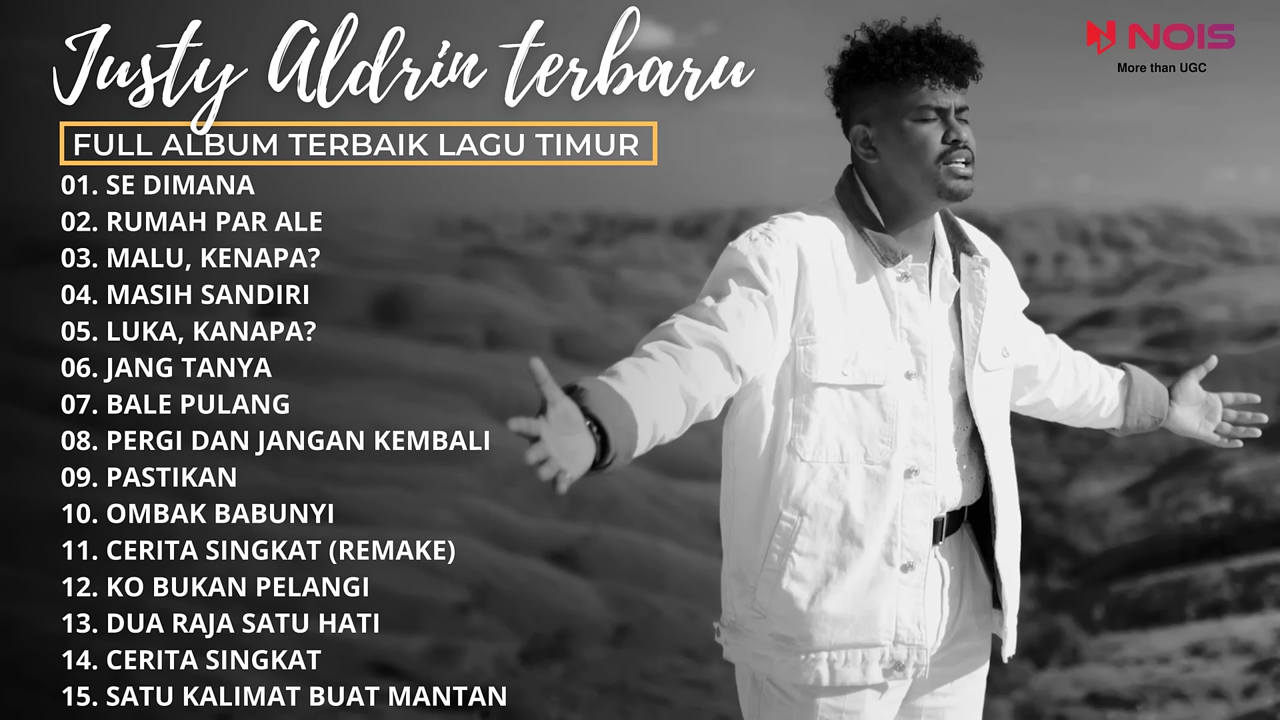 Justy Aldrin terbaru
FULL ALBUM TERBAIK LAGU TIMUR
01. SE DIMANA
02. RUMAH PAR ALE
03. MALU, KENAPA?
04. MASIH SANDIRI
05. LUKA, KANAPA?
06. JANG TANYA
07. BALE PULANG
08. PERGI DAN JANGAN KEMBALI
09. PASTIKAN
10. OMBAK BABUNYI
11. CERITA SINGKAT (REMAKE)
12. KO BUKAN PELANGI
13. DUA RAJA SATU HATI
14. CERITA SINGKAT
15. SATU KALIMAT BUAT MANTAN
NOIS
More than UGC